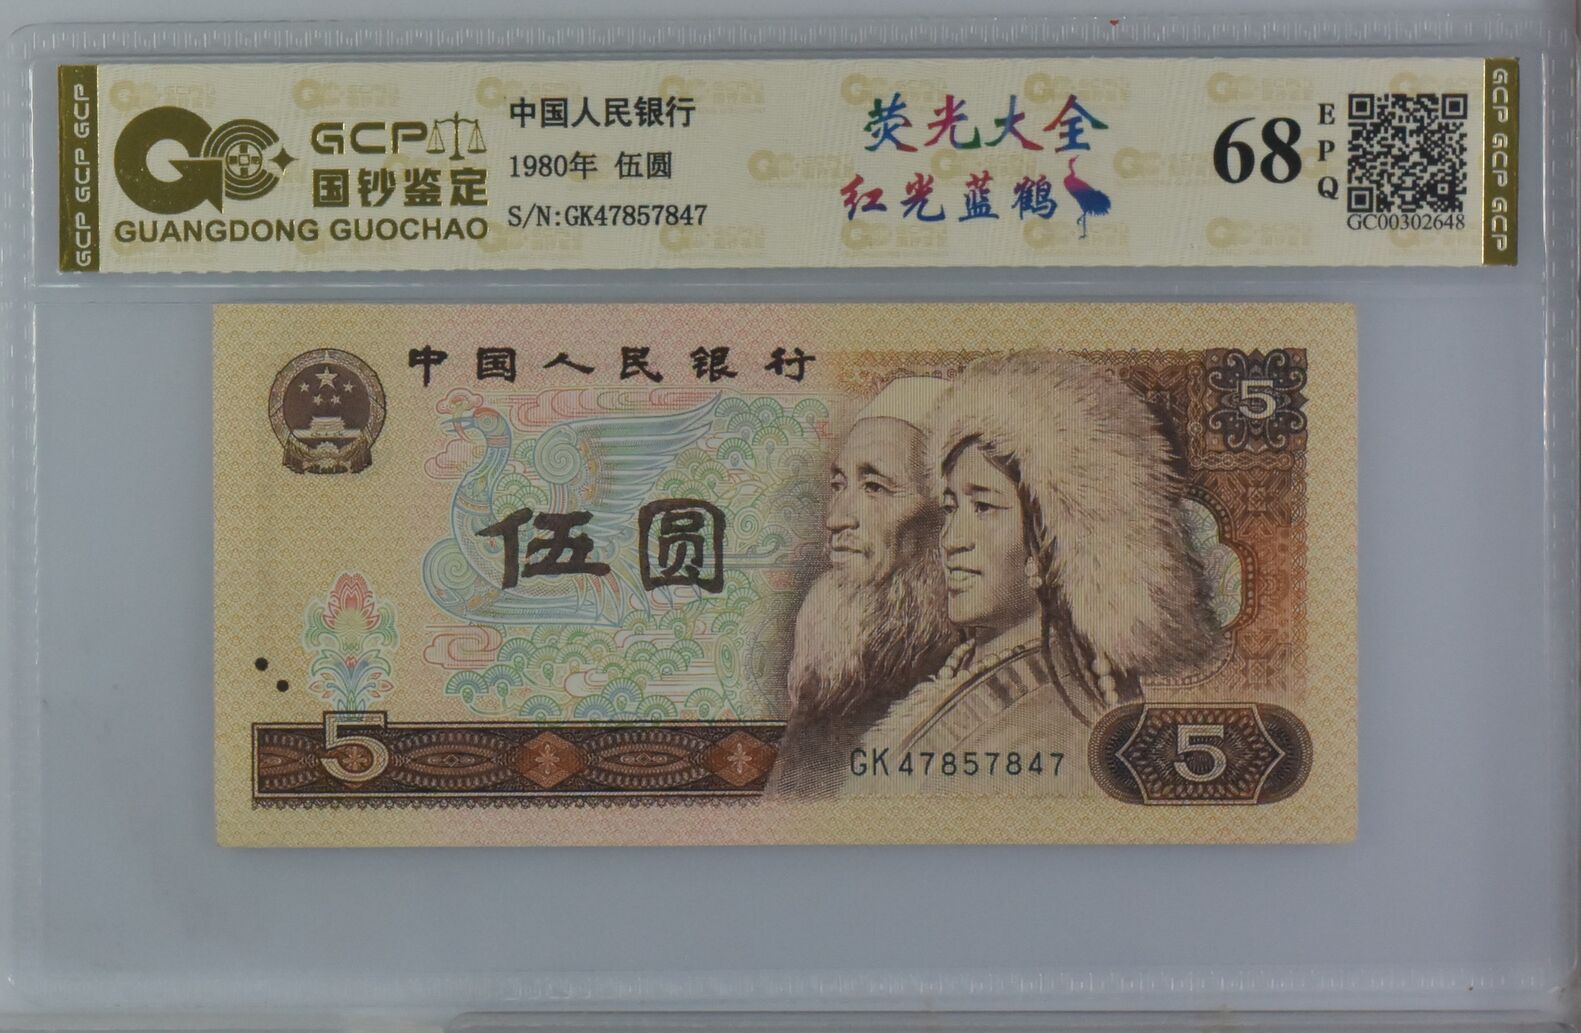 GCP GCP GCP
GCP
国钞鉴定
GUANGDONG GUOCHAO
中国人民银行
1980年 伍圆
S/N:GK47857847
荧光大全
红光蓝鹤
68
EPQ
GC00302648
GCP GCP GCP
中国人民银行
5
伍圆
5
GK47857847
5